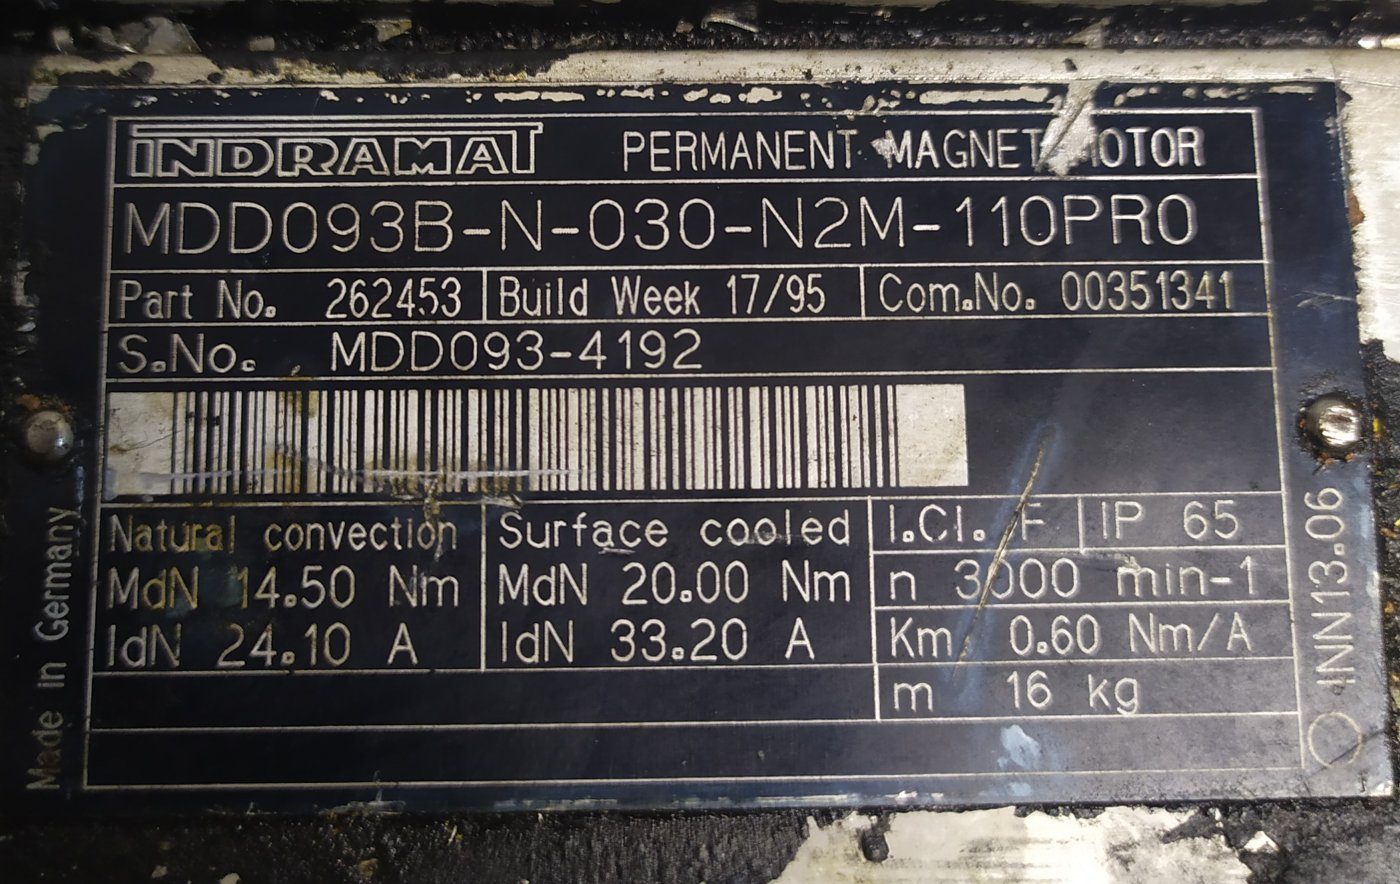 INDRAMAT PERMANENT MAGNET MOTOR
MDD093B-N-030-N2M-110PR0
Part No. 262453 Build Week 17/95 Com.No. 00351341
S.No. MDD093-4192
Natural convection Surface cooled I.Cl. F IP 65
MdN 14.50 Nm MdN 20.00 Nm n 3000 min-1
IdN 24.10 A IdN 33.20 A Km 0.60 Nm/A
m 16 kg
Made in Germany
INN13.06